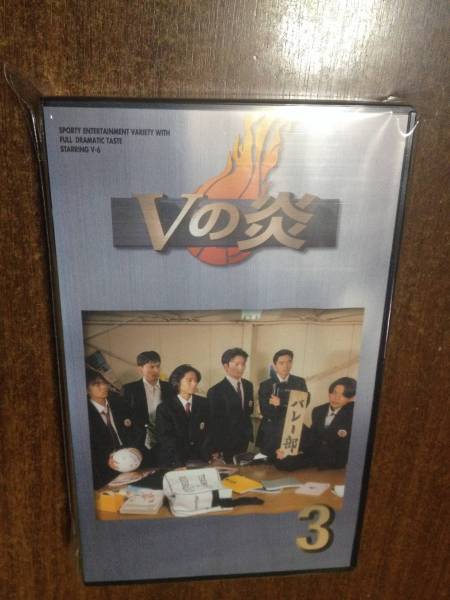 SPORTY ENTERTAINMENT VARIETY WITH
FULL DRAMATIC TASTE
STARRING V-6
Vの炎
バレー部
3